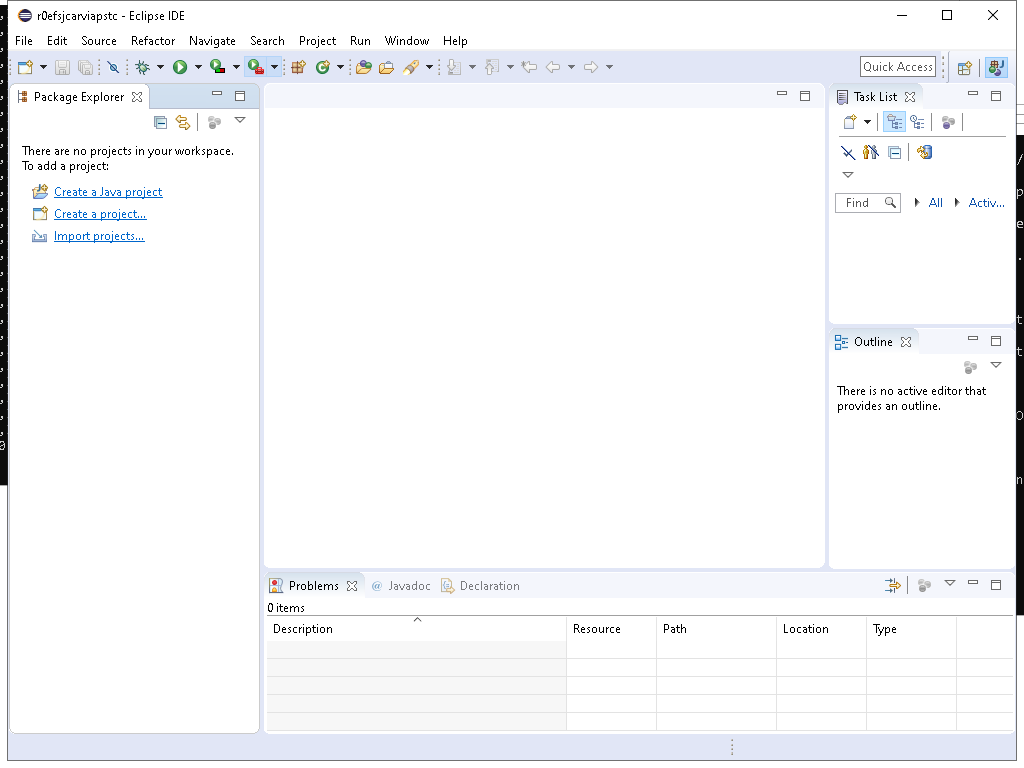 r0efsjcarviapstc - Eclipse IDE
File Edit Source Refactor Navigate Search Project Run Window Help
Quick Access
Package Explorer
There are no projects in your workspace.
To add a project:
Create a Java project
Create a project...
Import projects...
Task List
Find All Activ...
Outline
There is no active editor that
provides an outline.
Problems @ Javadoc Declaration
0 items
Description Resource Path Location Type